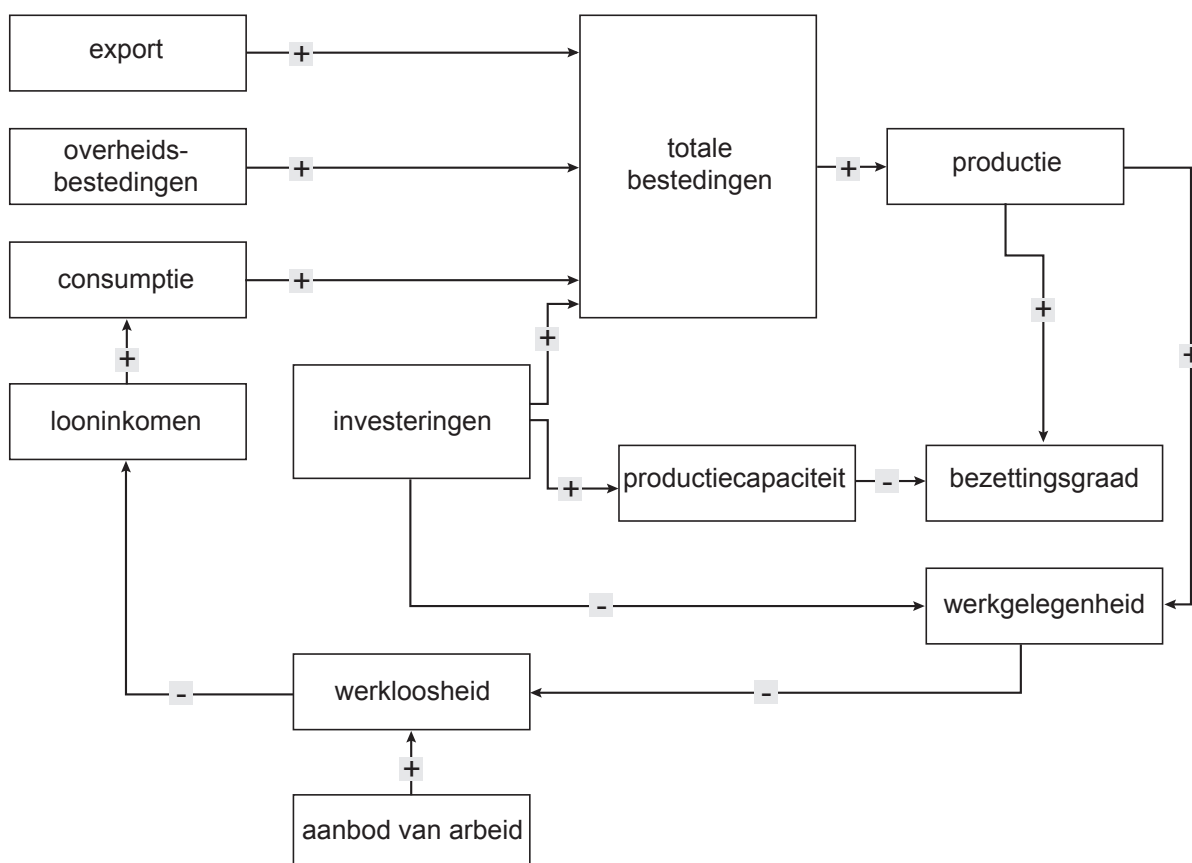 export
+
overheids-
bestedingen
+
consumptie
+
totale
bestedingen
+
productie
+
+
looninkomen
+
investeringen
+
+
productiecapaciteit
-
bezettingsgraad
+
-
werkgelegenheid
-
werkloosheid
-
+
aanbod van arbeid